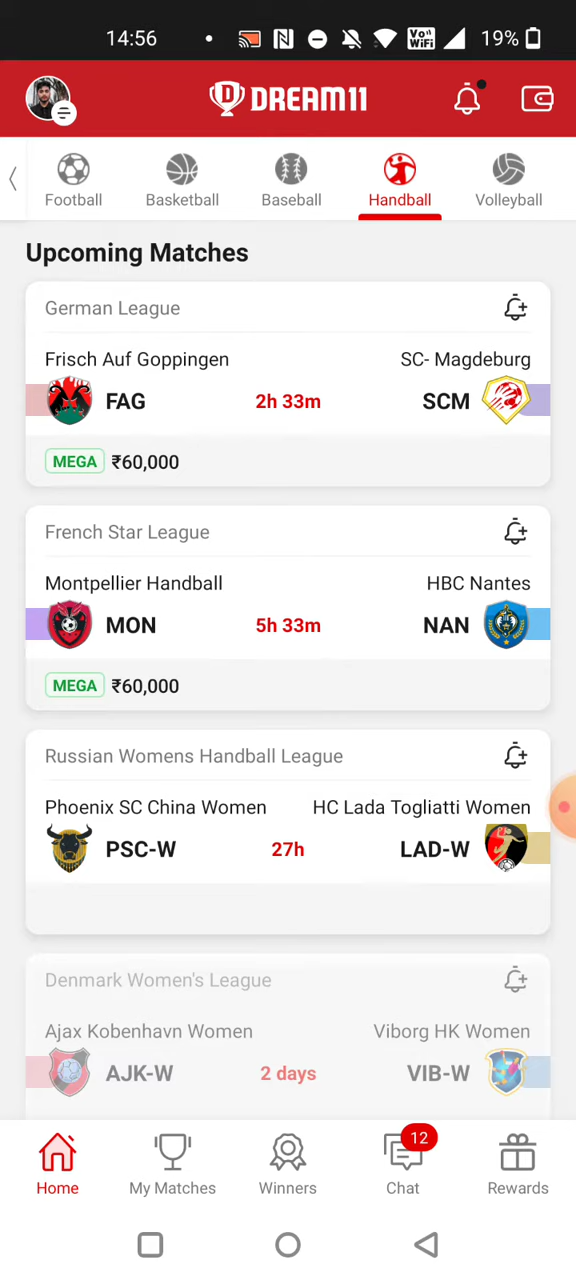 14:56 Vo)) WiFi 19%
DREAM11
Football Basketball Baseball Handball Volleyball
Upcoming Matches
German League
Frisch Auf Goppingen SC- Magdeburg
FAG 2h 33m SCM
MEGA ₹60,000
French Star League
Montpellier Handball HBC Nantes
MON 5h 33m NAN
MEGA ₹60,000
Russian Womens Handball League
Phoenix SC China Women HC Lada Togliatti Women
PSC-W 27h LAD-W
Denmark Women's League
Ajax Kobenhavn Women Viborg HK Women
AJK-W 2 days VIB-W
12
Home My Matches Winners Chat Rewards